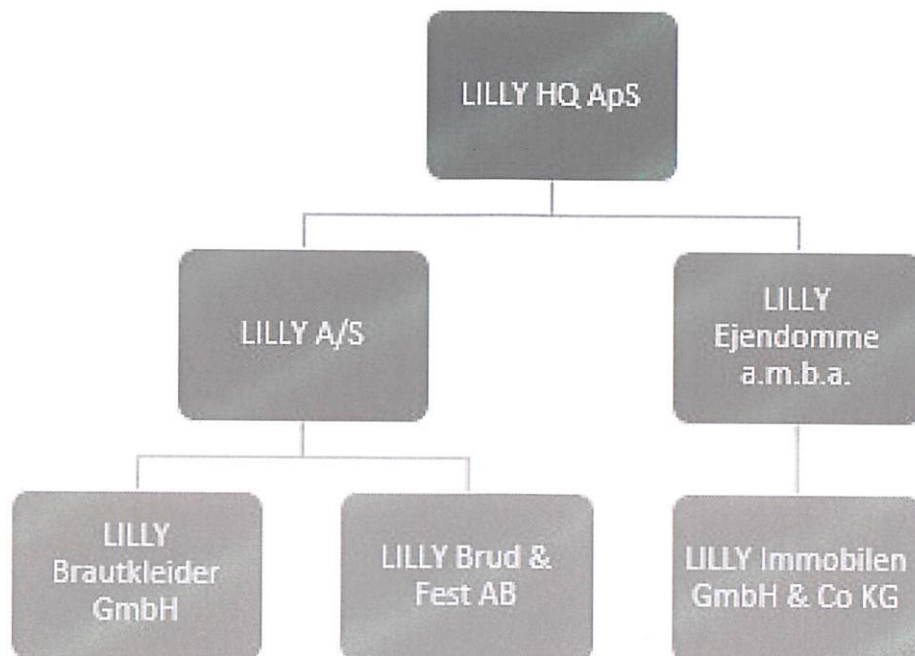 LILLY HQ ApS
LILLY A/S
LILLY
Ejendomme
a.m.b.a.
LILLY
Brautkleider
GmbH
LILLY Brud &
Fest AB
LILLY Immobilen
GmbH & Co KG